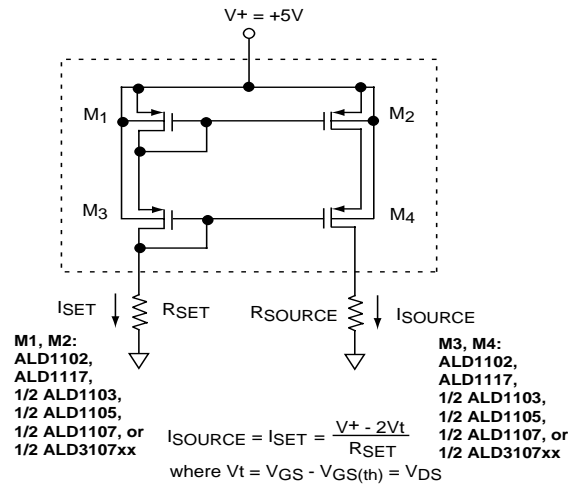 V+ = +5V
M1
M2
M3
M4
ISET
RSET
RSOURCE
ISOURCE
M1, M2:
ALD1102,
ALD1117,
1/2 ALD1103,
1/2 ALD1105,
1/2 ALD1107, or
1/2 ALD3107xx
M3, M4:
ALD1102,
ALD1117,
1/2 ALD1103,
1/2 ALD1105,
1/2 ALD1107, or
1/2 ALD3107xx
ISOURCE = ISET = V+ - 2Vt
RSET
where Vt = VGS - VGS(th) = VDS